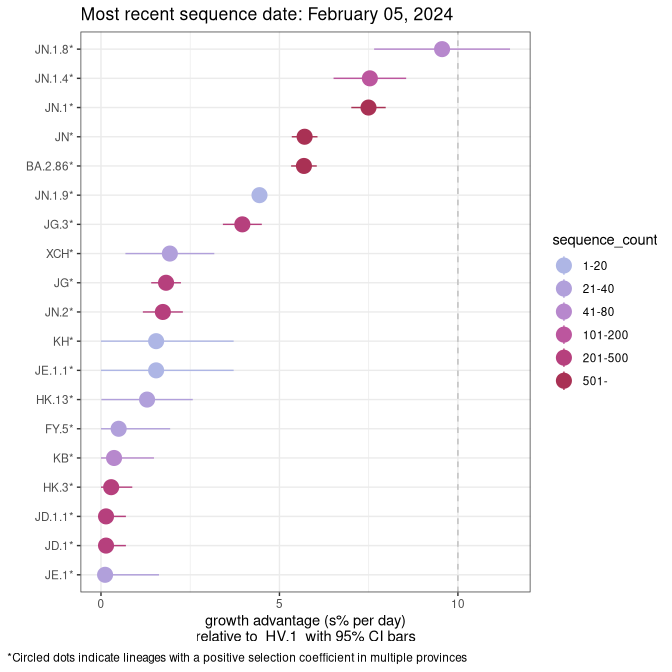 Most recent sequence date: February 05, 2024
JN.1.8*
JN.1.4*
JN.1*
JN*
BA.2.86*
JN.1.9*
JG.3*
XCH*
JG*
JN.2*
KH*
JE.1.1*
HK.13*
FY.5*
KB*
HK.3*
JD.1.1*
JD.1*
JE.1*
0 5 10
growth advantage (s% per day)
relative to HV.1 with 95% CI bars
sequence_count
1-20
21-40
41-80
101-200
201-500
501-
*Circled dots indicate lineages with a positive selection coefficient in multiple provinces